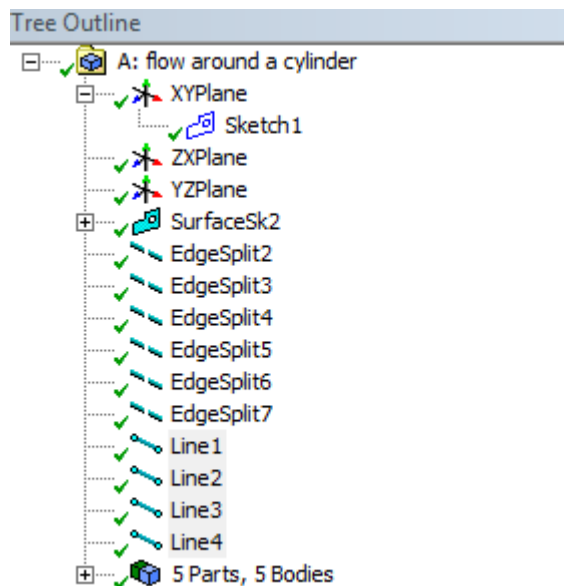 Tree Outline
A: flow around a cylinder
XYPlane
Sketch1
ZXPlane
YZPlane
SurfaceSk2
EdgeSplit2
EdgeSplit3
EdgeSplit4
EdgeSplit5
EdgeSplit6
EdgeSplit7
Line1
Line2
Line3
Line4
5 Parts, 5 Bodies